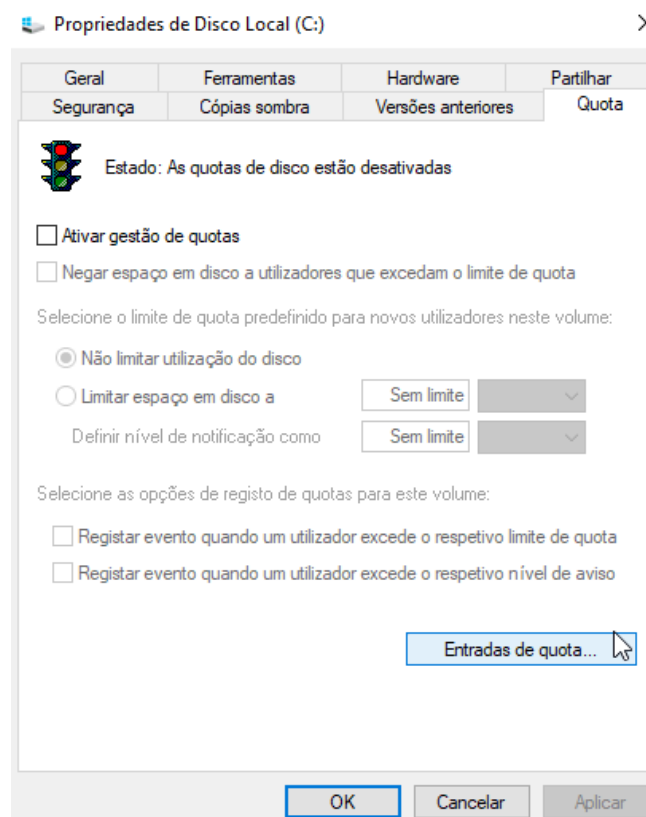 Propriedades de Disco Local (C:)
Geral Ferramentas Hardware Partilhar
Segurança Cópias sombra Versões anteriores Quota
Estado: As quotas de disco estão desativadas
Ativar gestão de quotas
Negar espaço em disco a utilizadores que excedam o limite de quota
Selecione o limite de quota predefinido para novos utilizadores neste volume:
Não limitar utilização do disco
Limitar espaço em disco a Sem limite
Definir nível de notificação como Sem limite
Selecione as opções de registo de quotas para este volume:
Registar evento quando um utilizador excede o respetivo limite de quota
Registar evento quando um utilizador excede o respetivo nível de aviso
Entradas de quota...
OK Cancelar Aplicar